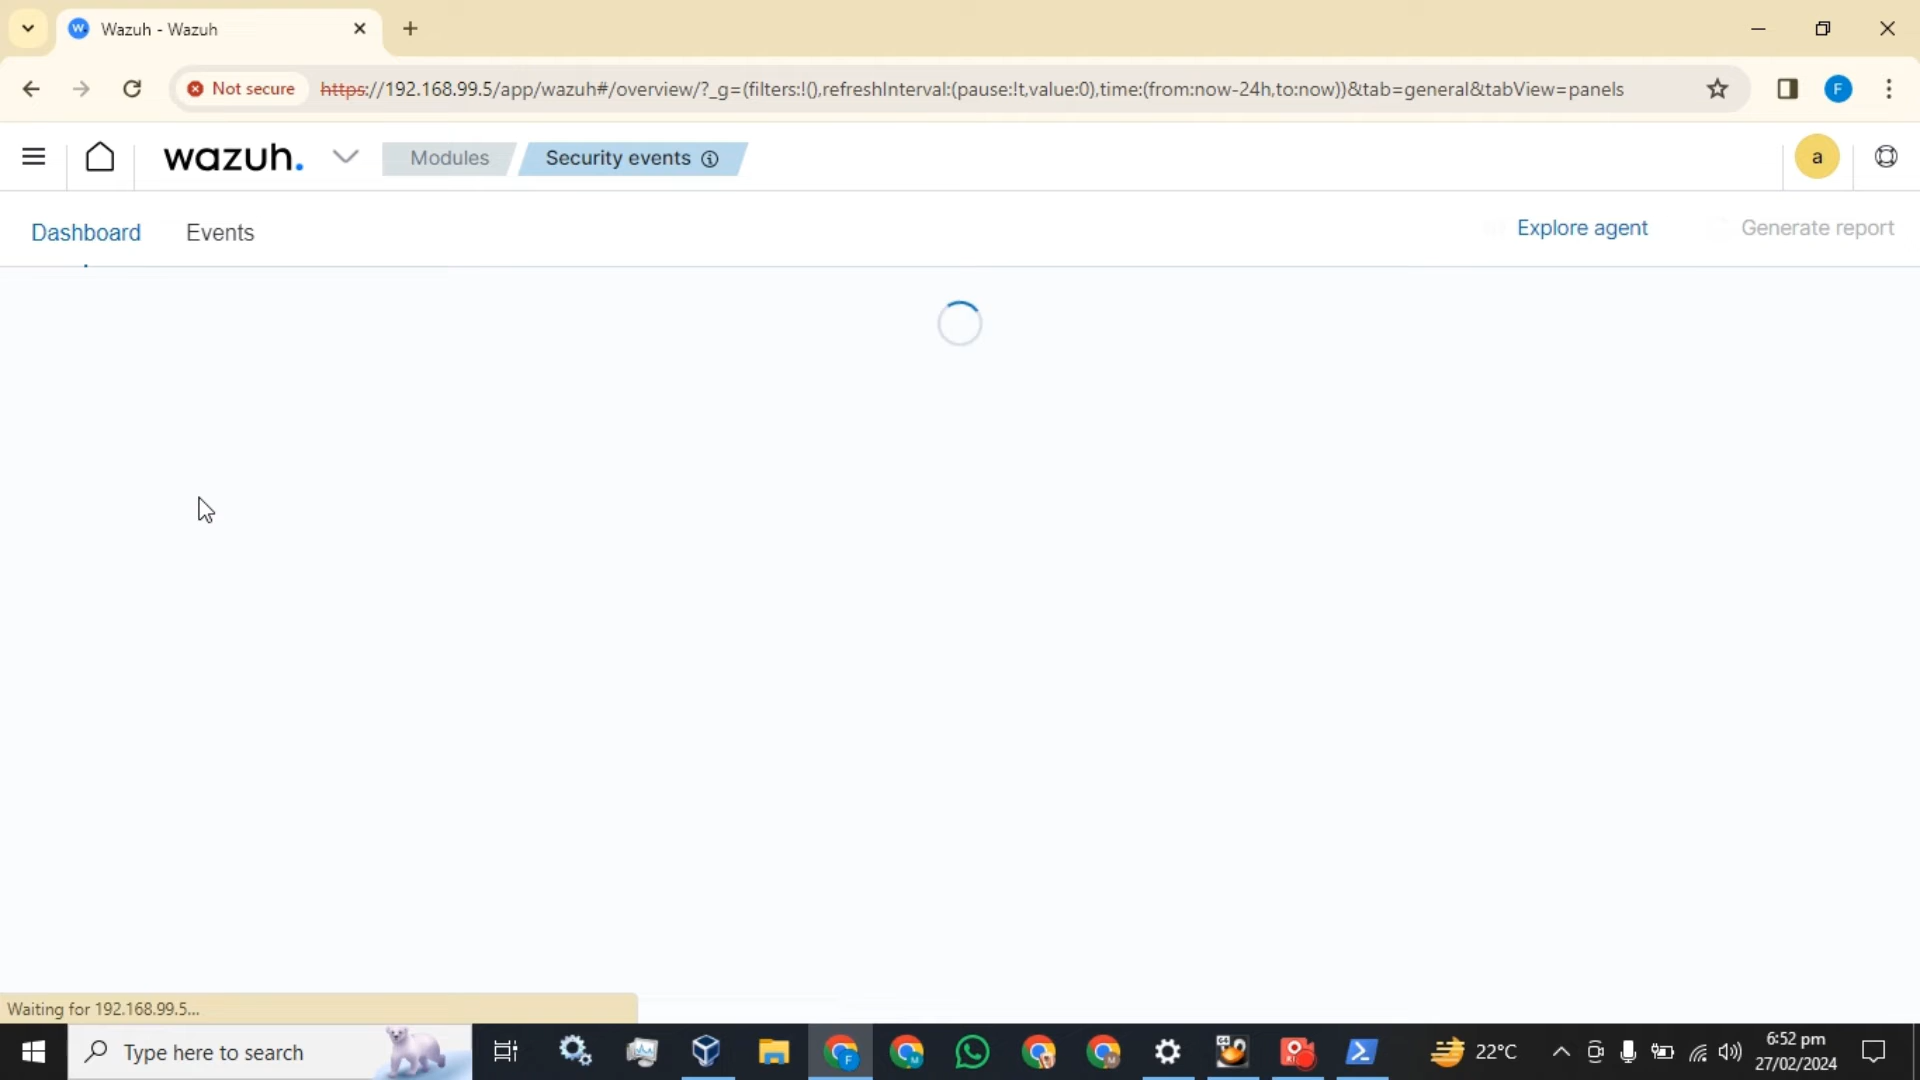 Wazuh - Wazuh
Not secure
https://192.168.99.5/app/wazuh#/overview/?_g=(filters:!(),refreshInterval:(pause:!t,value:0),time:(from:now-24h,to:now))&tab=general&tabView=panels
F
wazuh.
Modules
Security events
a
Dashboard
Events
Explore agent
Generate report
Waiting for 192.168.99.5...
Type here to search
22°C
6:52 pm
27/02/2024